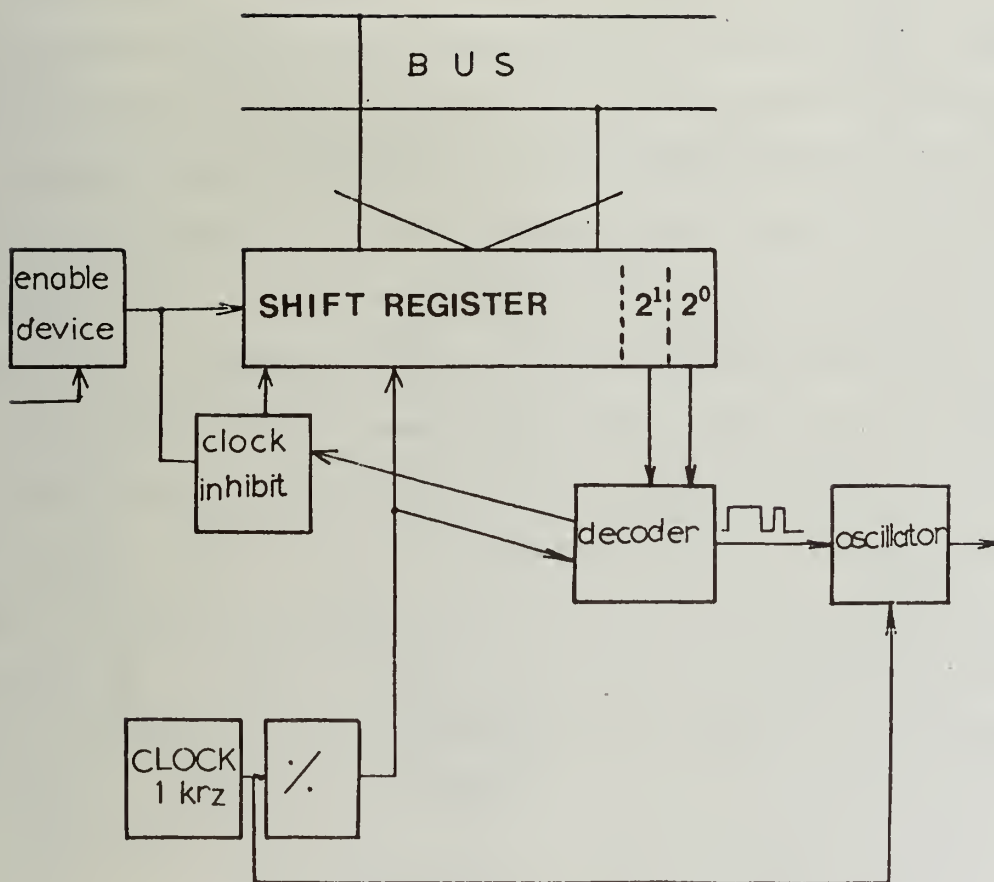 B U S
enable
device
SHIFT REGISTER 2¹ 2⁰
clock
inhibit
decoder
oscillator
CLOCK
1 krz
·/.